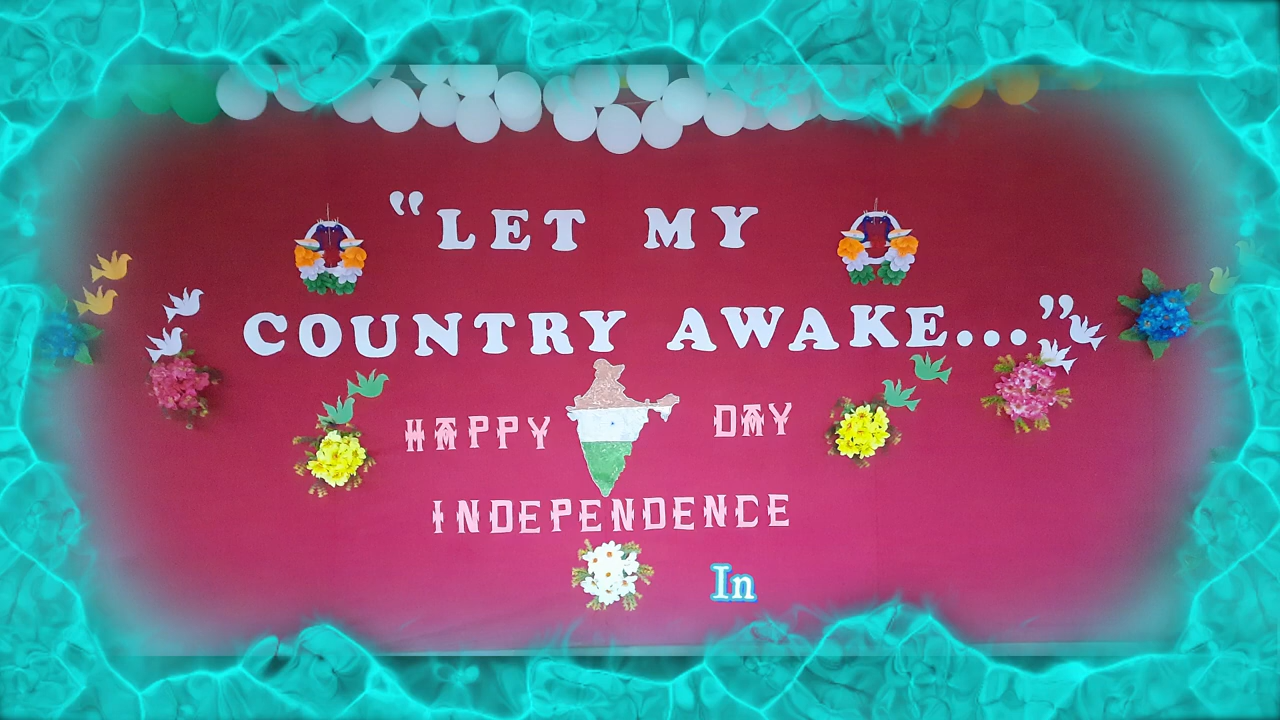 “LET MY
COUNTRY AWAKE...”
HAPPY DAY
INDEPENDENCE
In